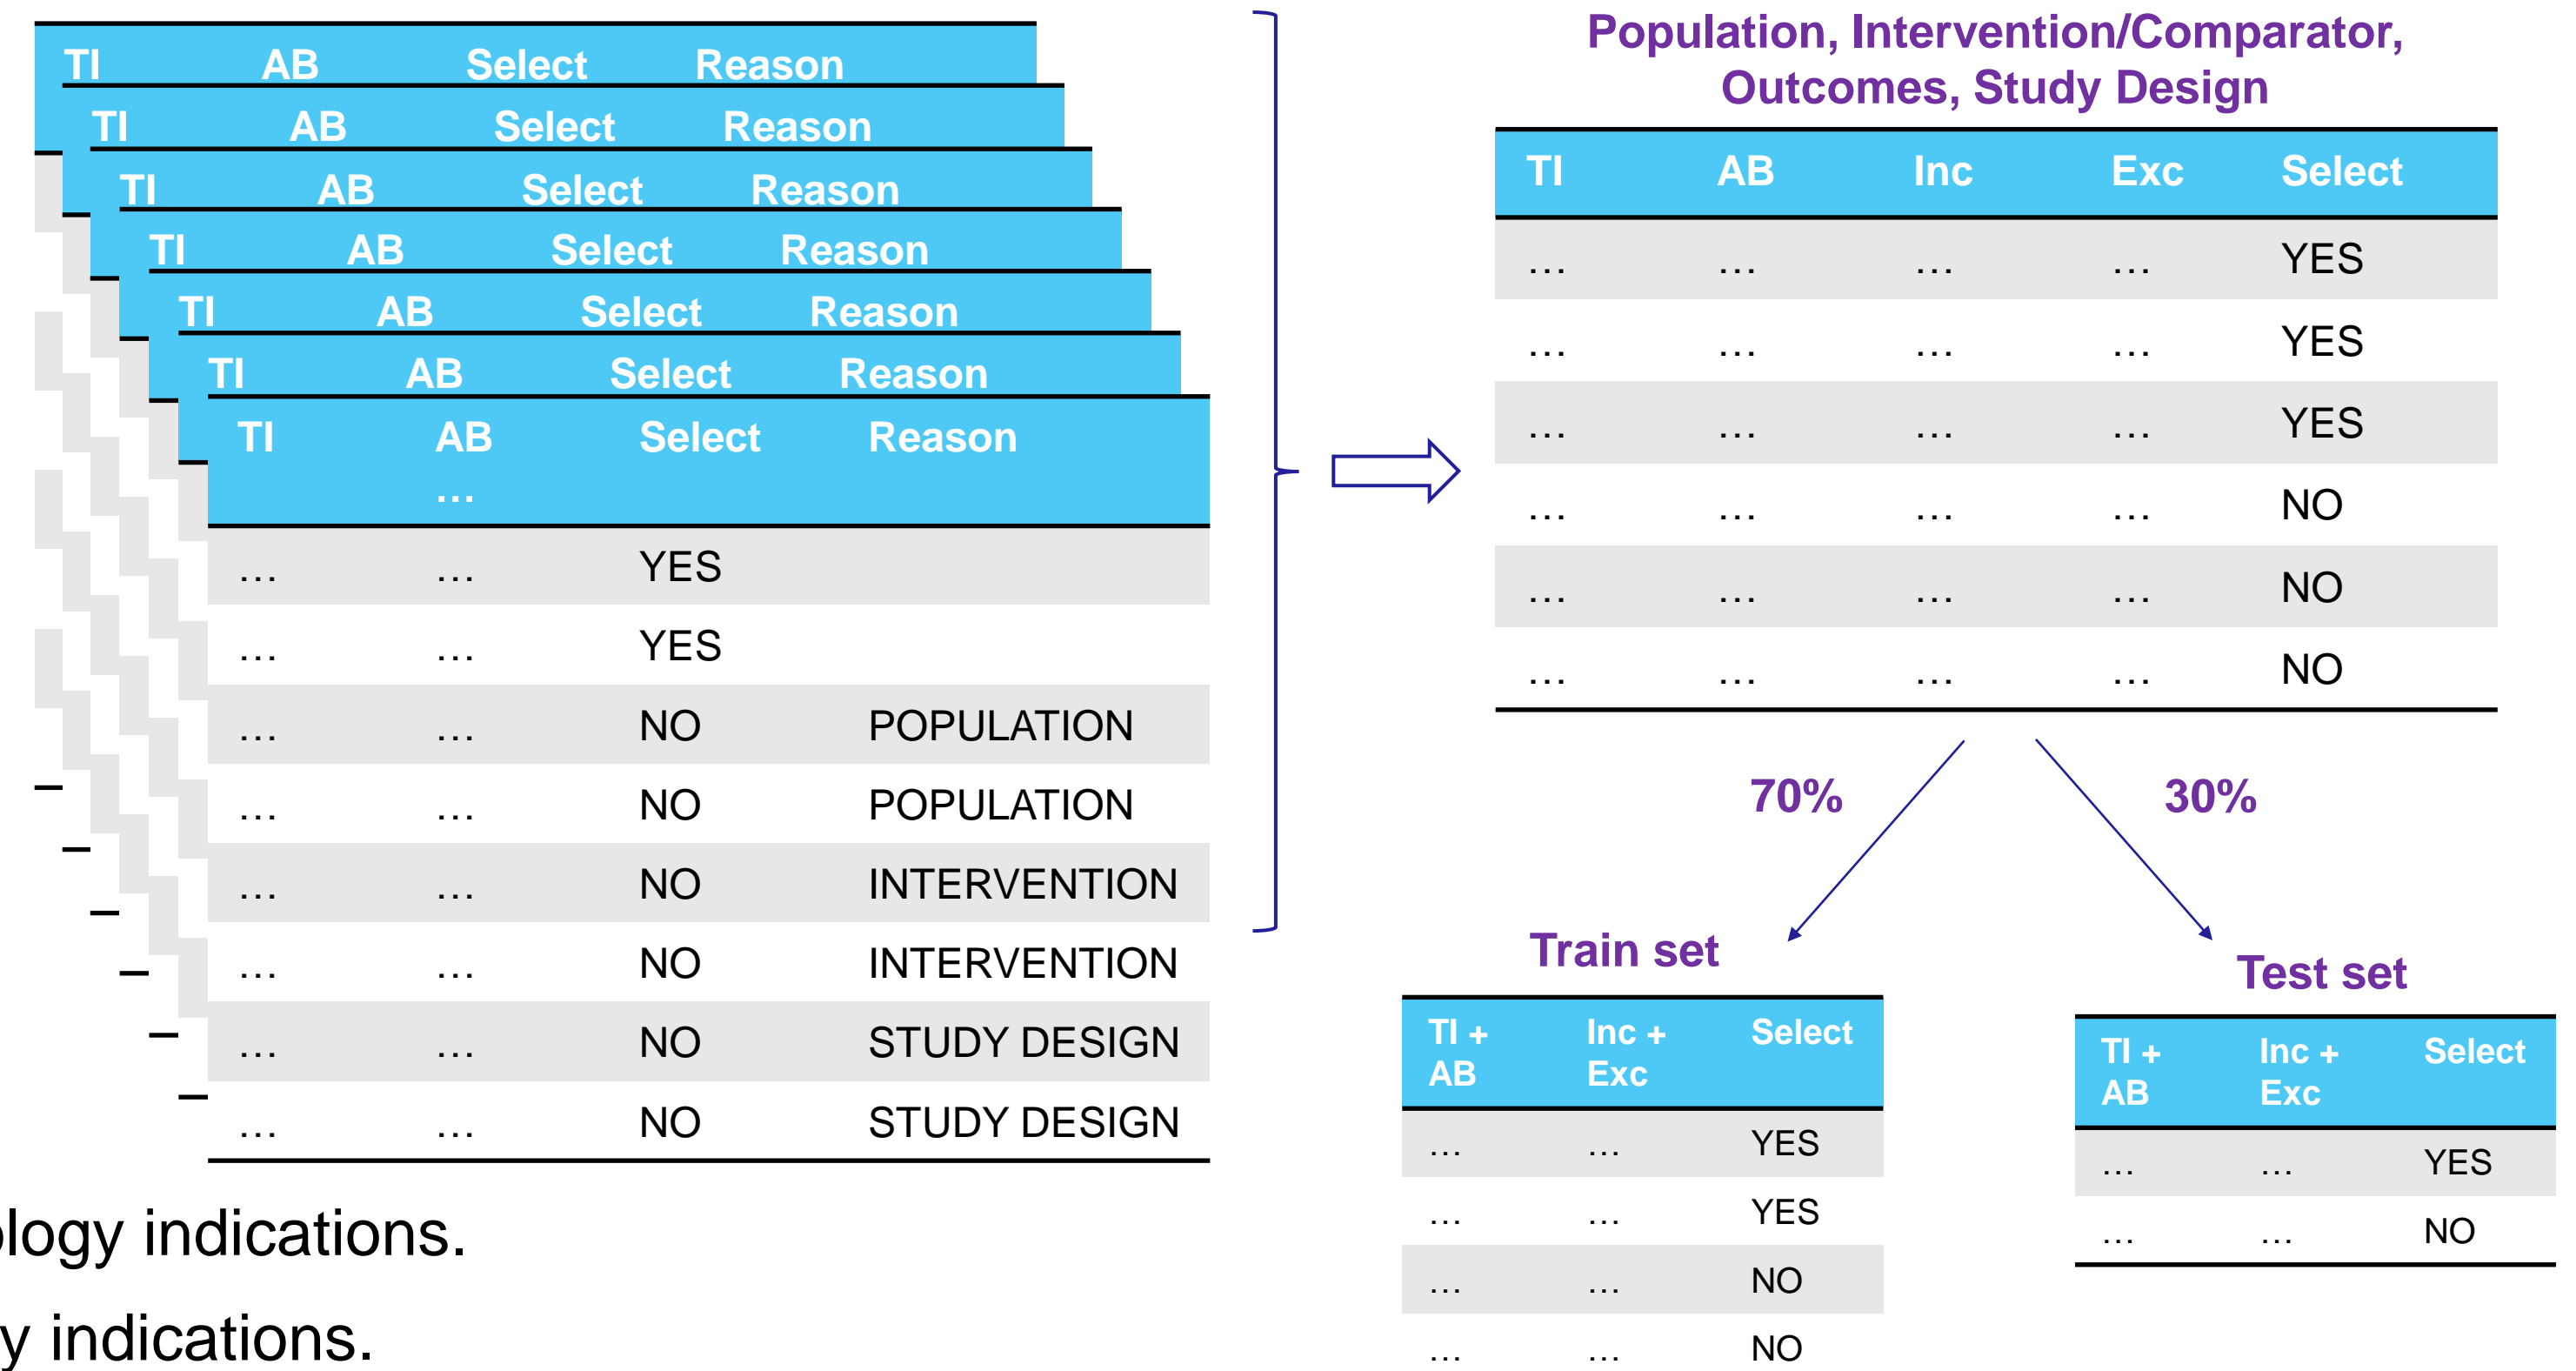 TI AB Select Reason
TI AB Select Reason
TI AB Select Reason
TI AB Select Reason
TI AB Select Reason
TI AB Select Reason
TI AB Select Reason
…
… … YES
… … YES
… … NO POPULATION
… … NO POPULATION
… … NO INTERVENTION
… … NO INTERVENTION
… … NO STUDY DESIGN
… … NO STUDY DESIGN
Population, Intervention/Comparator,
Outcomes, Study Design
TI AB Inc Exc Select
… … … … YES
… … … … YES
… … … … YES
… … … … NO
… … … … NO
… … … … NO
70% 30%
Train set
TI + Inc + Select
AB Exc
… … YES
… … YES
… … NO
… … NO
Test set
TI + Inc + Select
AB Exc
… … YES
… … NO
ology indications.
y indications.